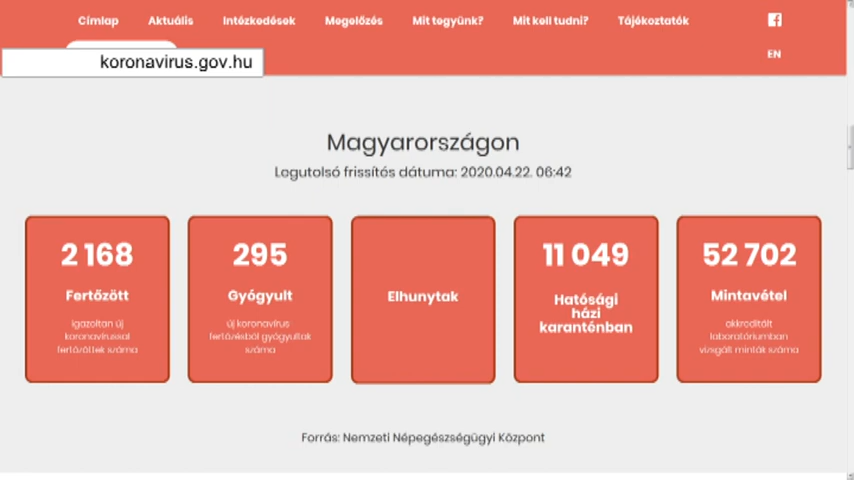 Címlap Aktuális Intézkedések Megelőzés Mit tegyünk? Mit kell tudni? Tájékoztatók
EN
koronavirus.gov.hu
Magyarországon
Legutolsó frissítés dátuma: 2020.04.22. 06:42
2 168
Fertőzött
igazoltan új
koronavírussal
fertőzöttek száma
295
Gyógyult
új koronavírus
fertőzésből gyógyultak
száma
Elhunytak
11 049
Hatósági
házi
karanténban
52 702
Mintavétel
akkreditált
laboratóriumban
vizsgált minták száma
Forrás: Nemzeti Népegészségügyi Központ